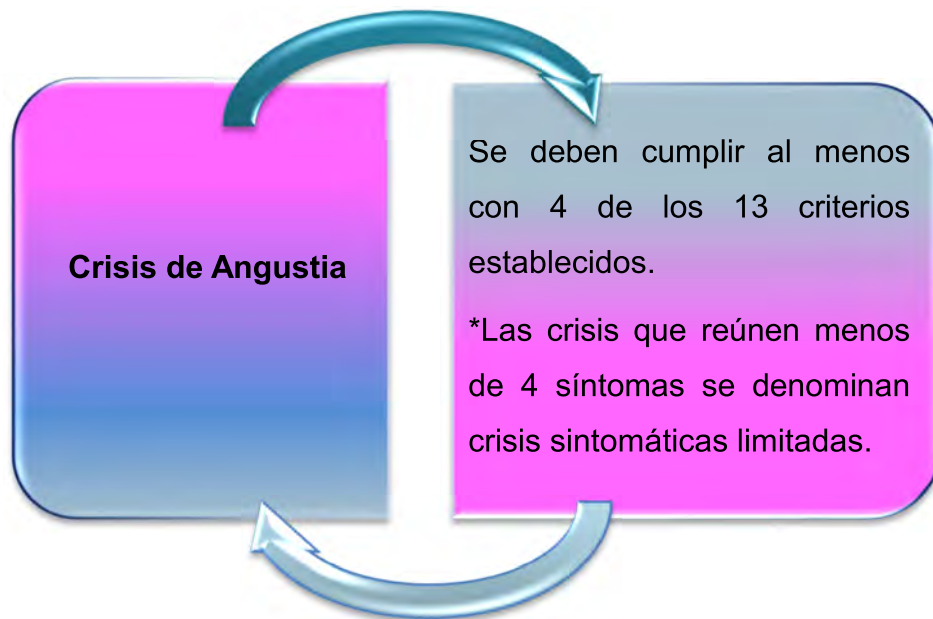 Crisis de Angustia
Se deben cumplir al menos
con 4 de los 13 criterios
establecidos.
*Las crisis que reúnen menos
de 4 síntomas se denominan
crisis sintomáticas limitadas.